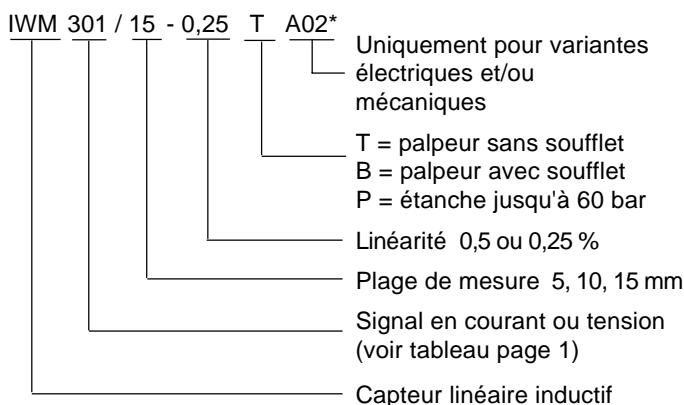 IWM 301 / 15 - 0,25 T A02*
Uniquement pour variantes
électriques et/ou
mécaniques
T = palpeur sans soufflet
B = palpeur avec soufflet
P = étanche jusqu'à 60 bar
Linéarité 0,5 ou 0,25 %
Plage de mesure 5, 10, 15 mm
Signal en courant ou tension
(voir tableau page 1)
Capteur linéaire inductif